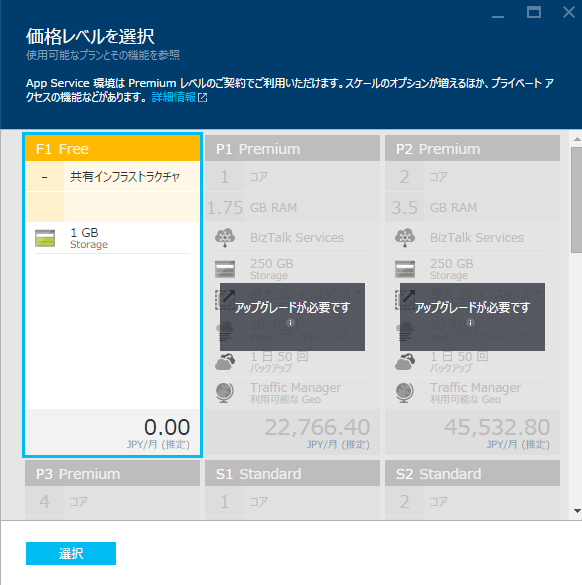 価格レベルを選択
使用可能なプランとその機能を参照
App Service 環境は Premium レベルのご契約でご利用いただけます。スケールのオプションが増えるほか、プライベート ア
クセスの機能などがあります。 詳細情報
F1 Free
- 共有インフラストラクチャ
1 GB
Storage
0.00
JPY/月 (推定)
P1 Premium
1 コア
1.75 GB RAM
BizTalk Services
250 GB
Storage
アップグレードが必要です
1 日 50 回
バックアップ
Traffic Manager
利用可能な Geo
22,766.40
JPY/月 (推定)
P2 Premium
2 コア
3.5 GB RAM
BizTalk Services
250 GB
Storage
アップグレードが必要です
1 日 50 回
バックアップ
Traffic Manager
利用可能な Geo
45,532.80
JPY/月 (推定)
P3 Premium
4 コア
S1 Standard
1 コア
S2 Standard
2 コア
選択